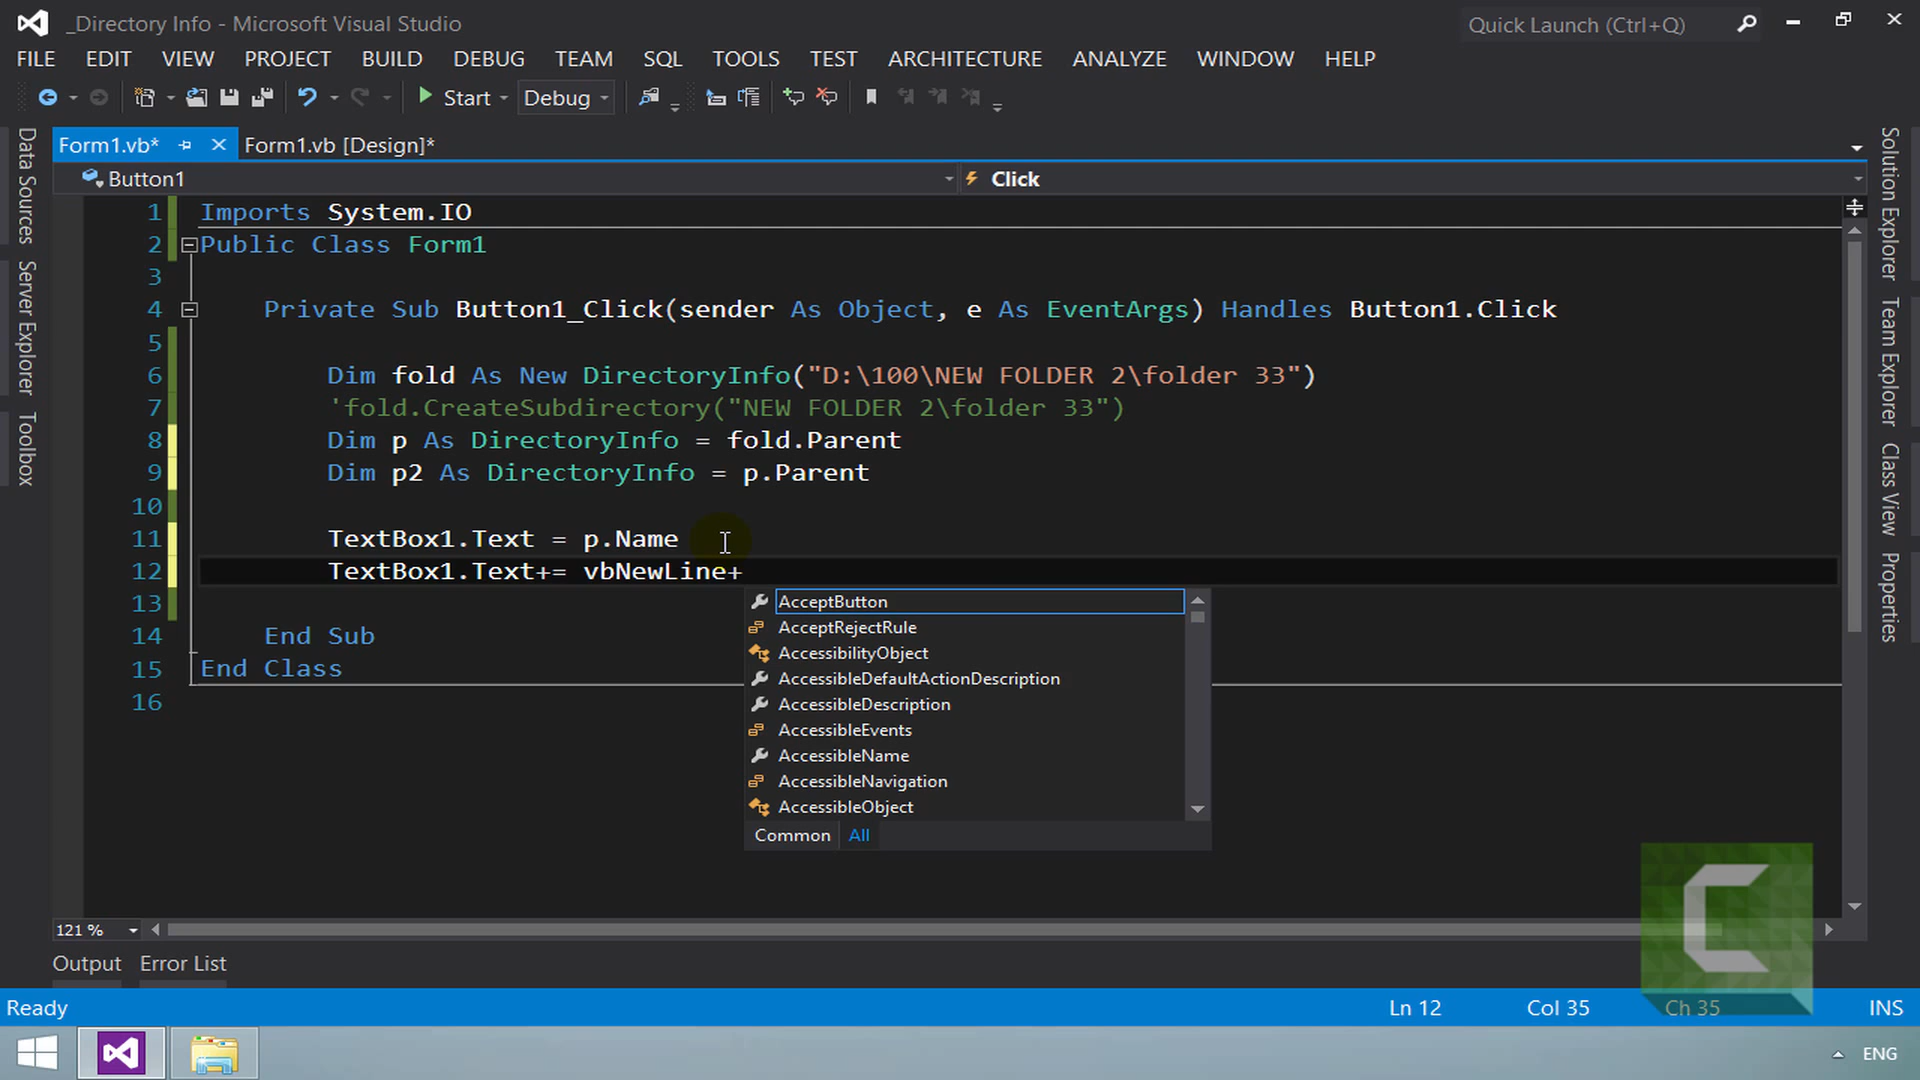 _Directory Info - Microsoft Visual Studio
Quick Launch (Ctrl+Q)
FILE EDIT VIEW PROJECT BUILD DEBUG TEAM SQL TOOLS TEST ARCHITECTURE ANALYZE WINDOW HELP
Start Debug
Form1.vb* Form1.vb [Design]*
Button1 Click
1 Imports System.IO
2 Public Class Form1
3
4 Private Sub Button1_Click(sender As Object, e As EventArgs) Handles Button1.Click
5
6 Dim fold As New DirectoryInfo("D:\100\NEW FOLDER 2\folder 33")
7 'fold.CreateSubdirectory("NEW FOLDER 2\folder 33")
8 Dim p As DirectoryInfo = fold.Parent
9 Dim p2 As DirectoryInfo = p.Parent
10
11 TextBox1.Text = p.Name
12 TextBox1.Text+= vbNewLine+
13
14 End Sub
15 End Class
16
AcceptButton
AcceptRejectRule
AccessibilityObject
AccessibleDefaultActionDescription
AccessibleDescription
AccessibleEvents
AccessibleName
AccessibleNavigation
AccessibleObject
Common All
Data Sources
Server Explorer
Toolbox
Solution Explorer
Team Explorer
Class View
Properties
121 %
Output Error List
Ready Ln 12 Col 35 Ch 35 INS
ENG